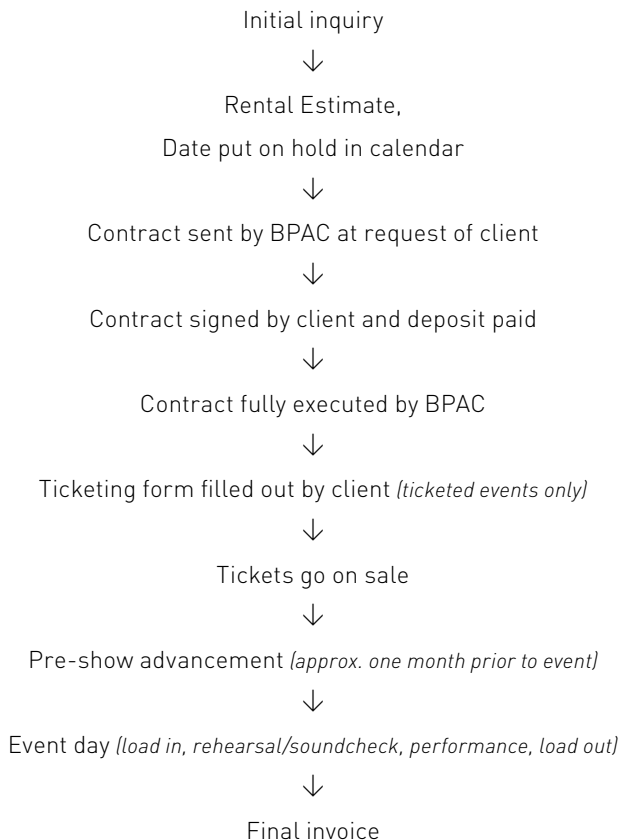 Initial inquiry
↓
Rental Estimate,
Date put on hold in calendar
↓
Contract sent by BPAC at request of client
↓
Contract signed by client and deposit paid
↓
Contract fully executed by BPAC
↓
Ticketing form filled out by client (ticketed events only)
↓
Tickets go on sale
↓
Pre-show advancement (approx. one month prior to event)
↓
Event day (load in, rehearsal/soundcheck, performance, load out)
↓
Final invoice